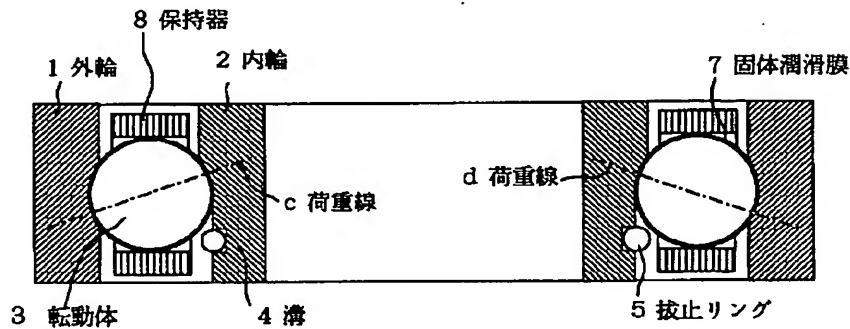 8 保持器
1 外輪
2 内輪
7 固体潤滑膜
c 荷重線
d 荷重線
3 転動体
4 溝
5 抜止リング